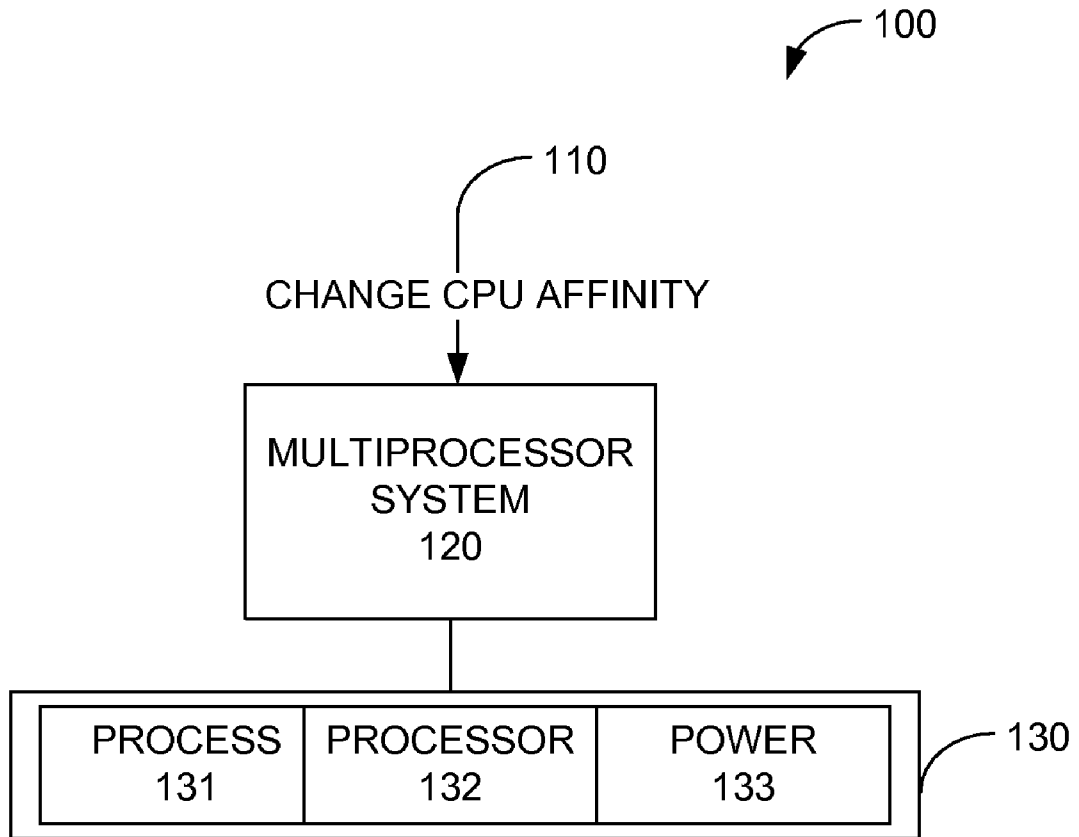 100
110
CHANGE CPU AFFINITY
MULTIPROCESSOR
SYSTEM
120
PROCESS PROCESSOR POWER
130
131 132 133